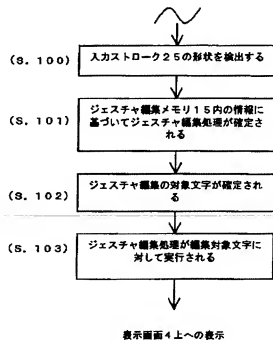 (S. 100)
入力ストローク25の形状を検出する
(S. 101)
ジェスチャ編集メモリ15内の情報に
基づいてジェスチャ編集処理が確定さ
れる
(S. 102)
ジェスチャ編集の対象文字が確定され
る
(S. 103)
ジェスチャ編集処理が編集対象文字に
対して実行される
表示画面4上への表示